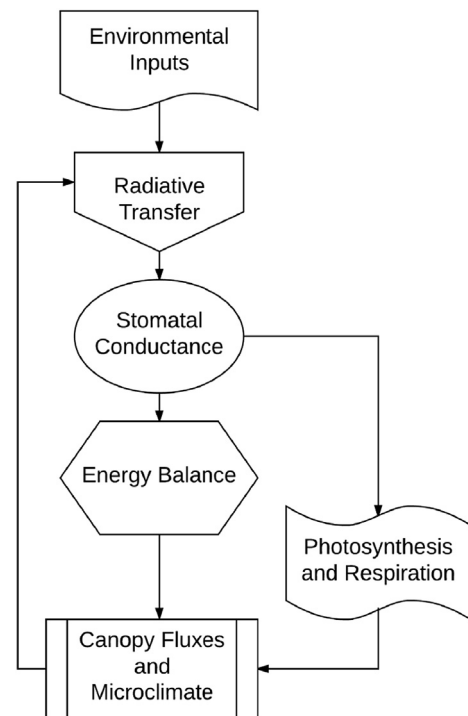 Environmental
Inputs
Radiative
Transfer
Stomatal
Conductance
Energy Balance
Photosynthesis
and Respiration
Canopy Fluxes
and
Microclimate